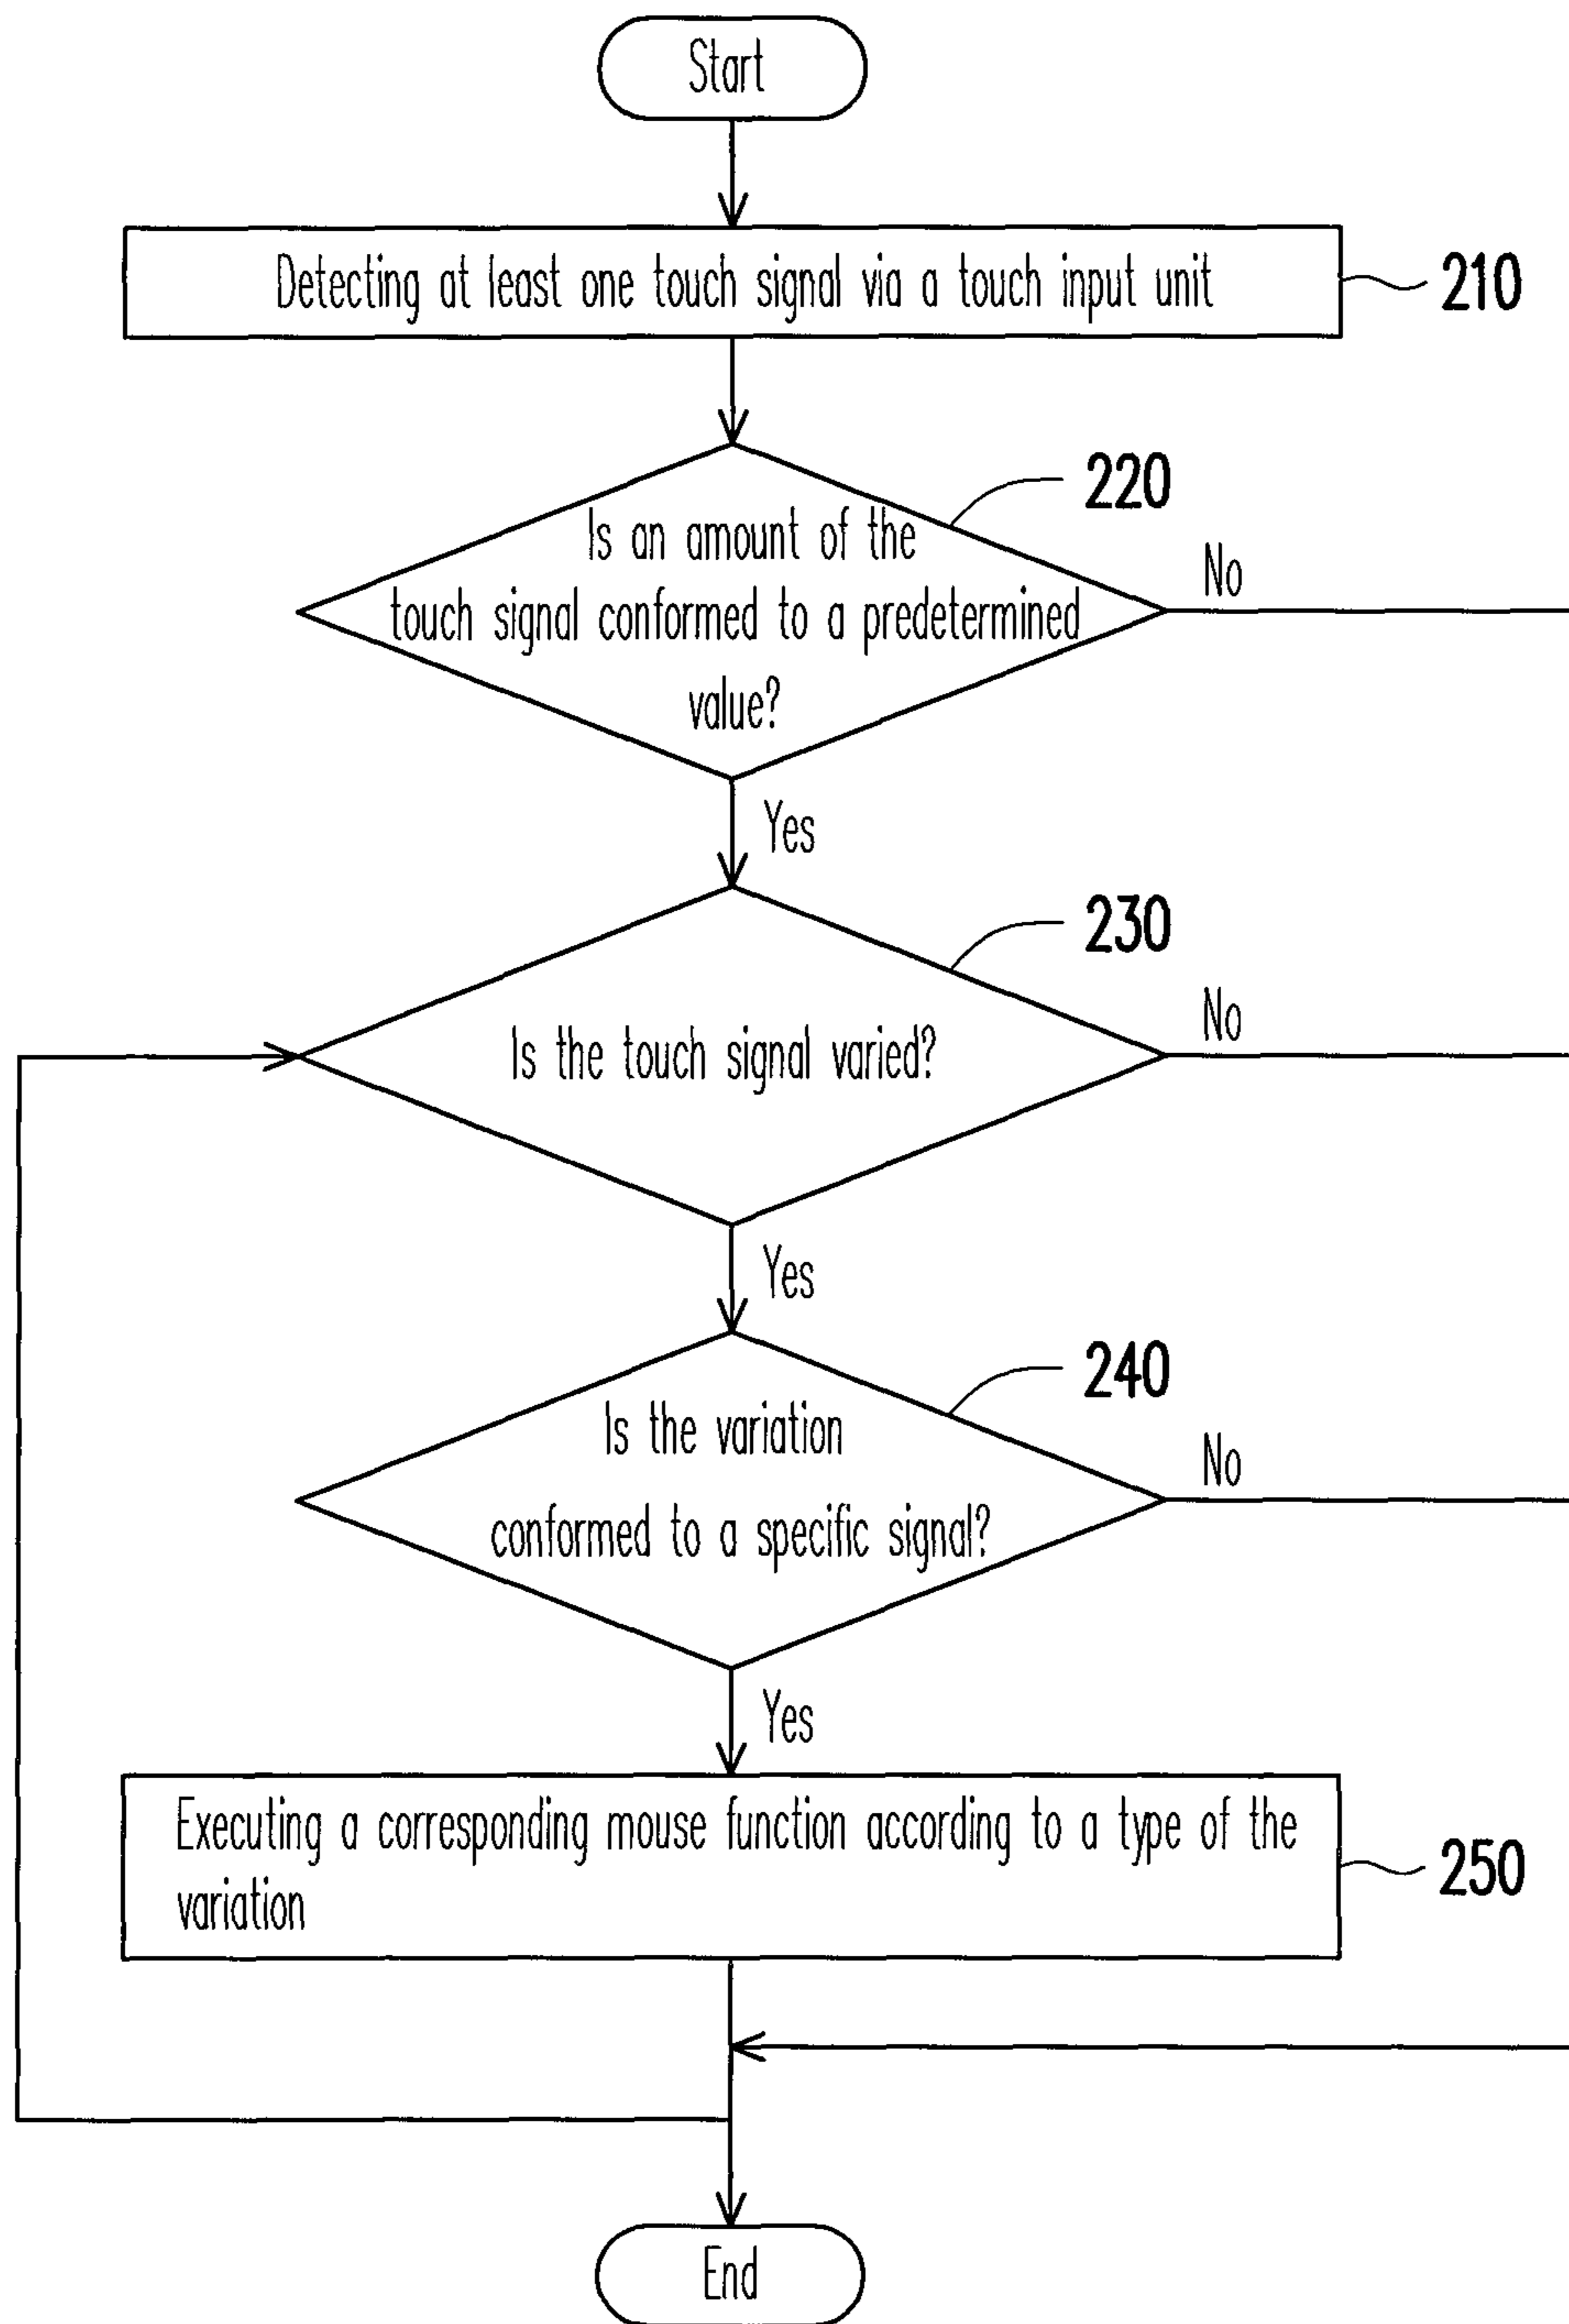 Start
Detecting at least one touch signal via a touch input unit
210
220
Is an amount of the
touch signal conformed to a predetermined
value?
No
Yes
230
Is the touch signal varied?
No
Yes
240
Is the variation
conformed to a specific signal?
No
Yes
Executing a corresponding mouse function according to a type of the
variation
250
End